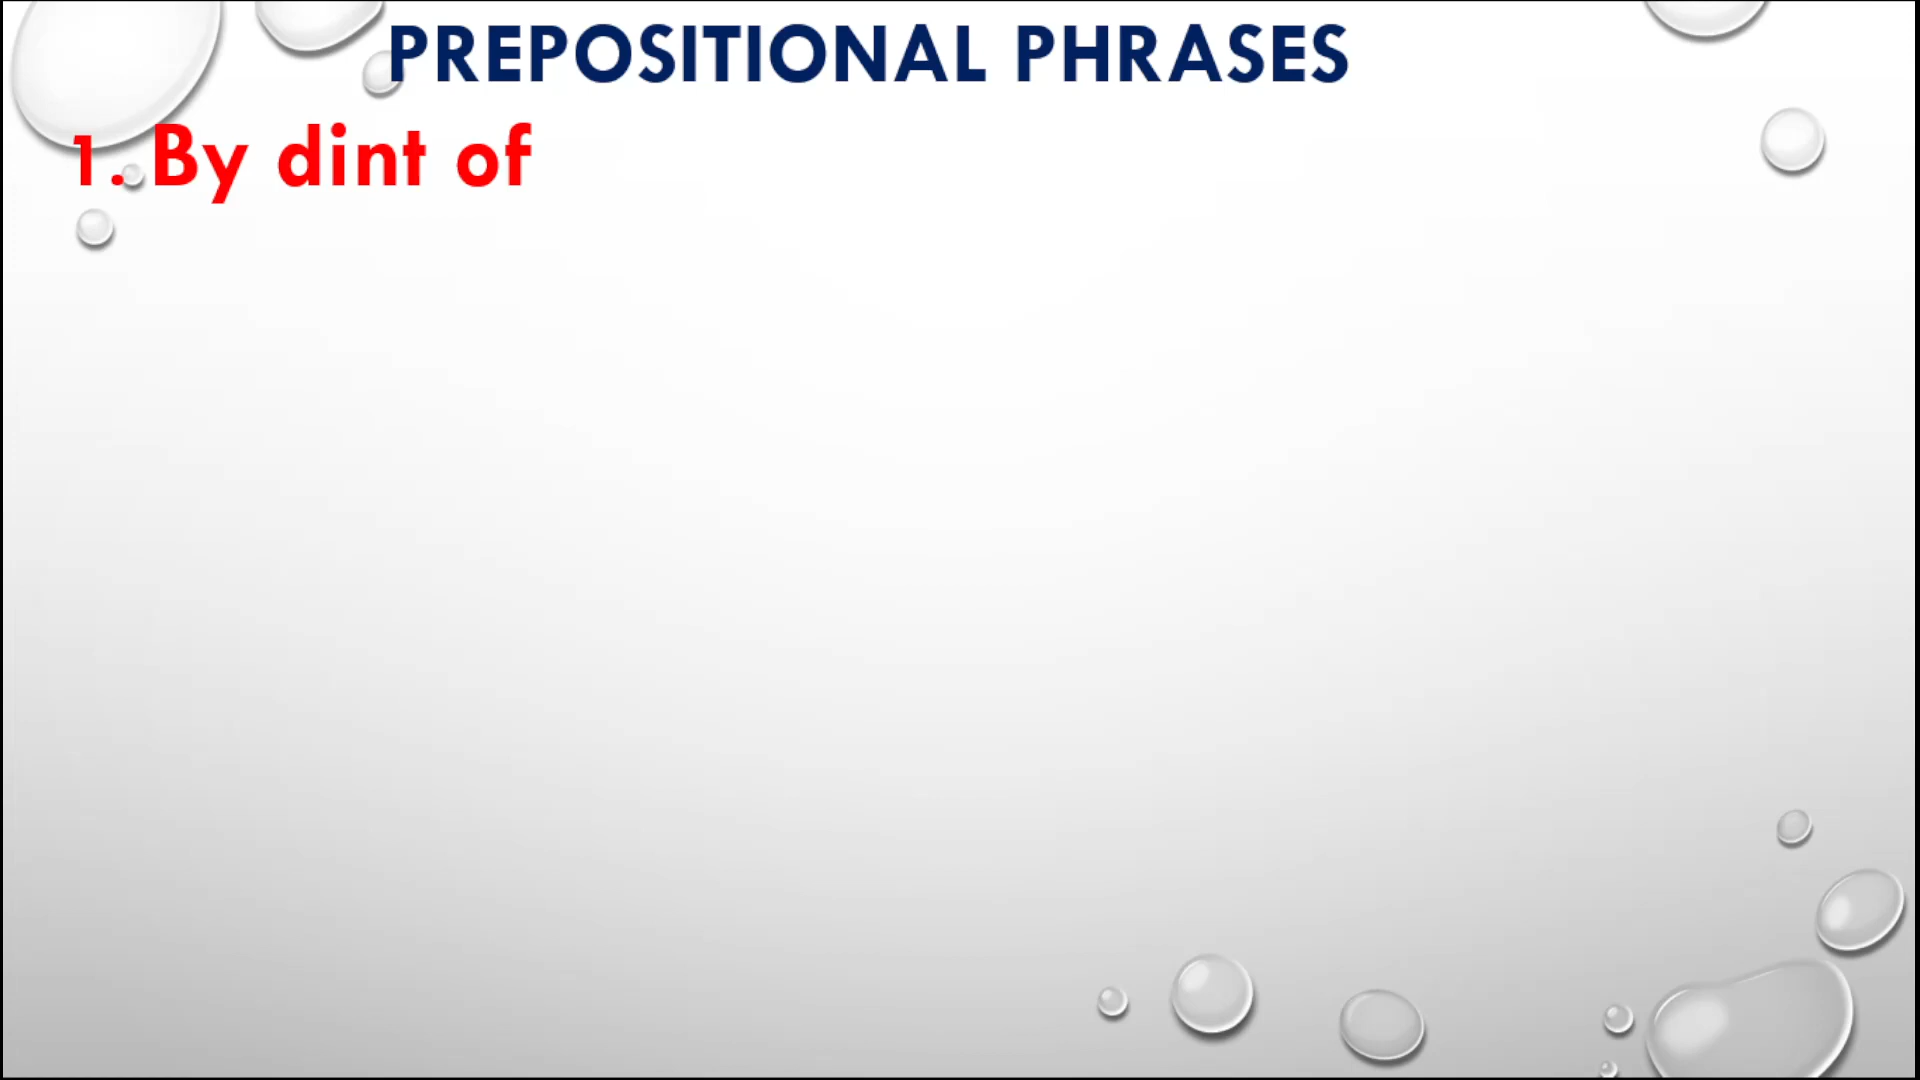 PREPOSITIONAL PHRASES
1. By dint of